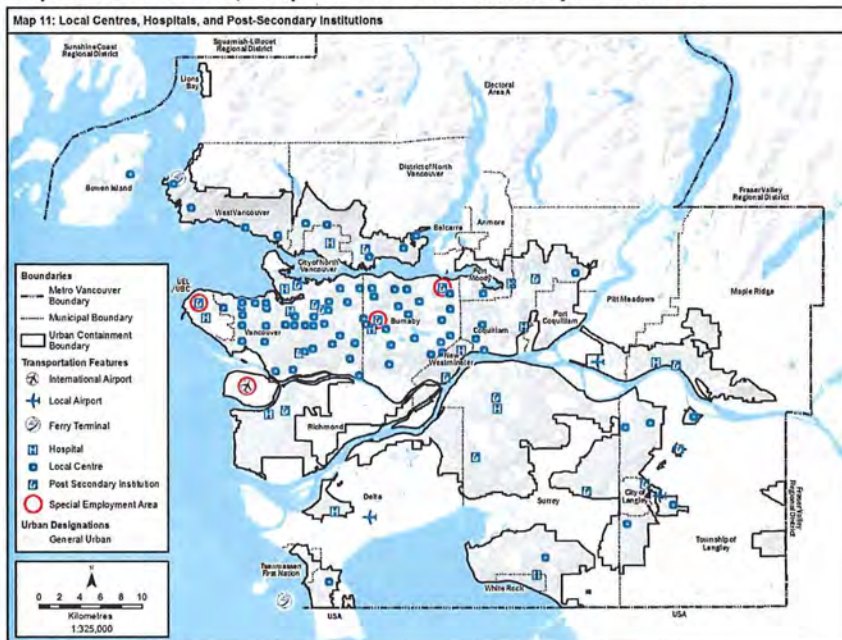 Map 11: Local Centres, Hospitals, and Post-Secondary Institutions
Sunshine Coast
Regional District
Squamish-Lillooet
Regional District
Lions
Bay
Electoral
Area A
Bowen Island
District of North
Vancouver
Fraser Valley
Regional District
West Vancouver
Belcarra
Anmore
City of North
Vancouver
Port
Moody
UEL
/UBC
Pitt Meadows
Maple Ridge
Vancouver
Burnaby
Coquitlam
Port
Coquitlam
New
Westminster
Richmond
Delta
Surrey
City of
Langley
Township of
Langley
Fraser Valley
Regional District
Tsawwassen
First Nation
White Rock
USA
USA
Boundaries
Metro Vancouver
Boundary
Municipal Boundary
Urban Containment
Boundary
Transportation Features
International Airport
Local Airport
Ferry Terminal
H Hospital
Local Centre
Post Secondary Institution
Special Employment Area
Urban Designations
General Urban
N
0 2 4 6 8 10
Kilometres
1:325,000